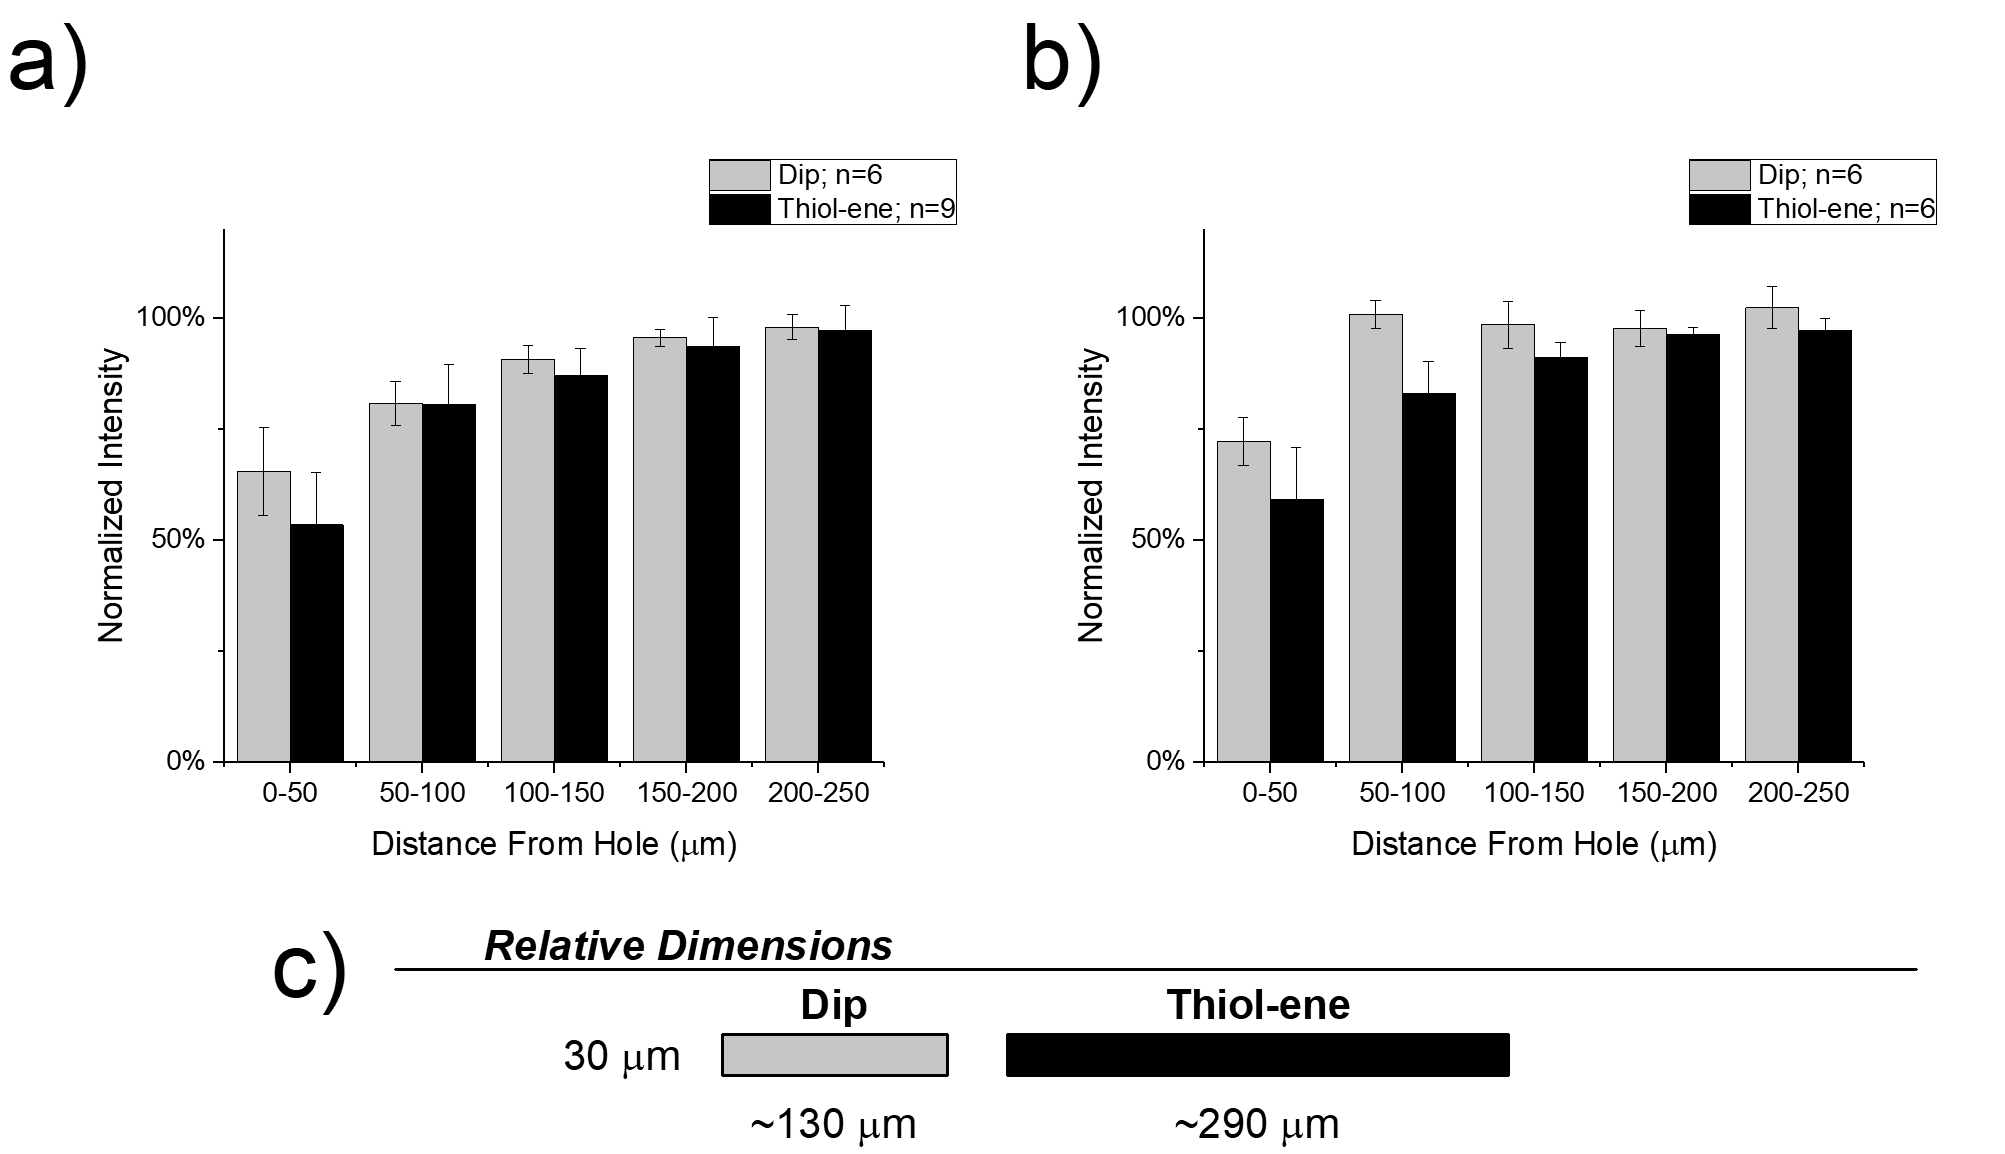 a)
Dip; n=6
Thiol-ene; n=9
100%
50%
0%
Normalized Intensity
0-50 50-100 100-150 150-200 200-250
Distance From Hole (μm)
b)
Dip; n=6
Thiol-ene; n=6
100%
50%
0%
Normalized Intensity
0-50 50-100 100-150 150-200 200-250
Distance From Hole (μm)
c)
Relative Dimensions
Dip Thiol-ene
30 μm
~130 μm ~290 μm